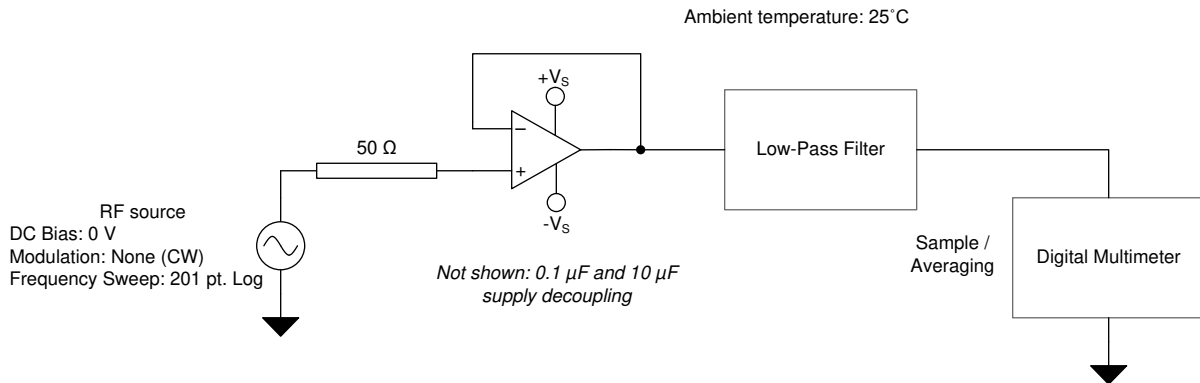 Ambient temperature: 25˚C
+VS
−
50 Ω
+
Low-Pass Filter
-VS
RF source
DC Bias: 0 V
Modulation: None (CW)
Frequency Sweep: 201 pt. Log
Not shown: 0.1 µF and 10 µF
supply decoupling
Sample /
Averaging
Digital Multimeter